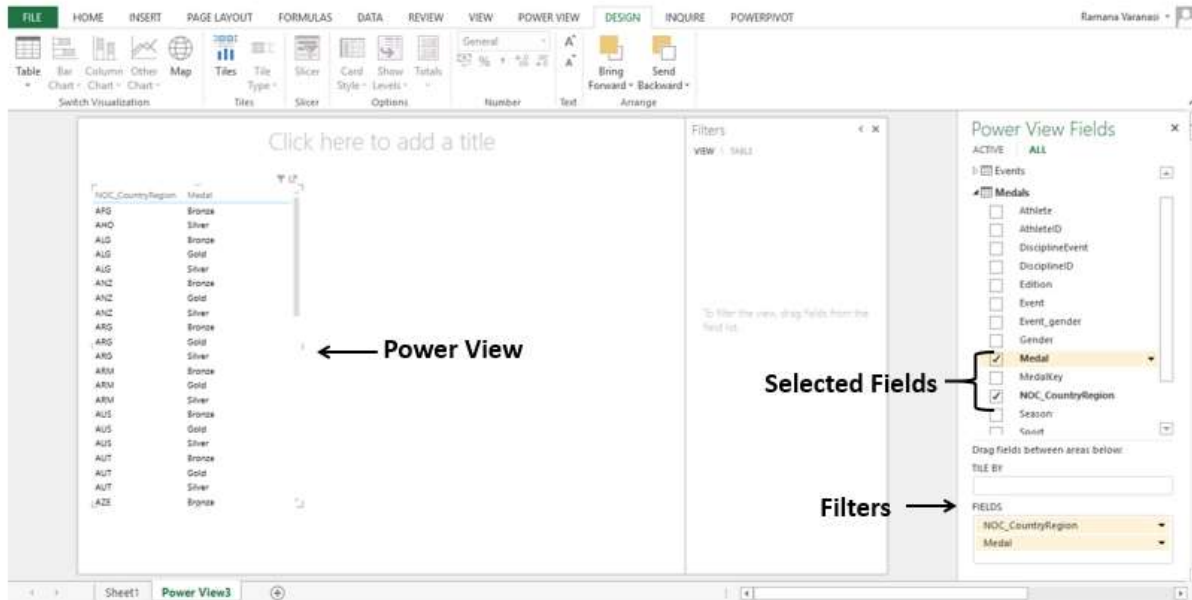 FILE HOME INSERT PAGE LAYOUT FORMULAS DATA REVIEW VIEW POWER VIEW DESIGN INQUIRE POWERPIVOT Ramana Varanasi
Table Bar Chart Column Chart Other Chart Map Tiles Tile Type Slicer Card Style Show Levels Totals General % Bring Forward Send Backward
Switch Visualization Tiles Slicer Options Number Text Arrange
Click here to add a title
NOC_CountryRegion Medal
AFG Bronze
AHO Silver
ALG Bronze
ALG Gold
ALG Silver
ANZ Bronze
ANZ Gold
ANZ Silver
ARG Bronze
ARG Gold
ARG Silver
ARM Bronze
ARM Gold
ARM Silver
AUS Bronze
AUS Gold
AUS Silver
AUT Bronze
AUT Gold
AUT Silver
AZE Bronze
Power View
Filters
VIEW TABLE
To filter the view, drag fields from the
field list.
Selected Fields
Filters
Power View Fields
ACTIVE ALL
Events
Medals
Athlete
AthleteID
DisciplineEvent
DisciplineID
Edition
Event
Event_gender
Gender
Medal
MedalKey
NOC_CountryRegion
Season
Sport
Drag fields between areas below:
TILE BY
FIELDS
NOC_CountryRegion
Medal
Sheet1 Power View3